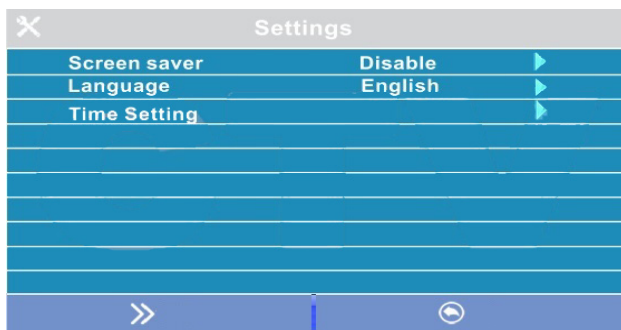 Settings
Screen saver Disable
Language English
Time Setting